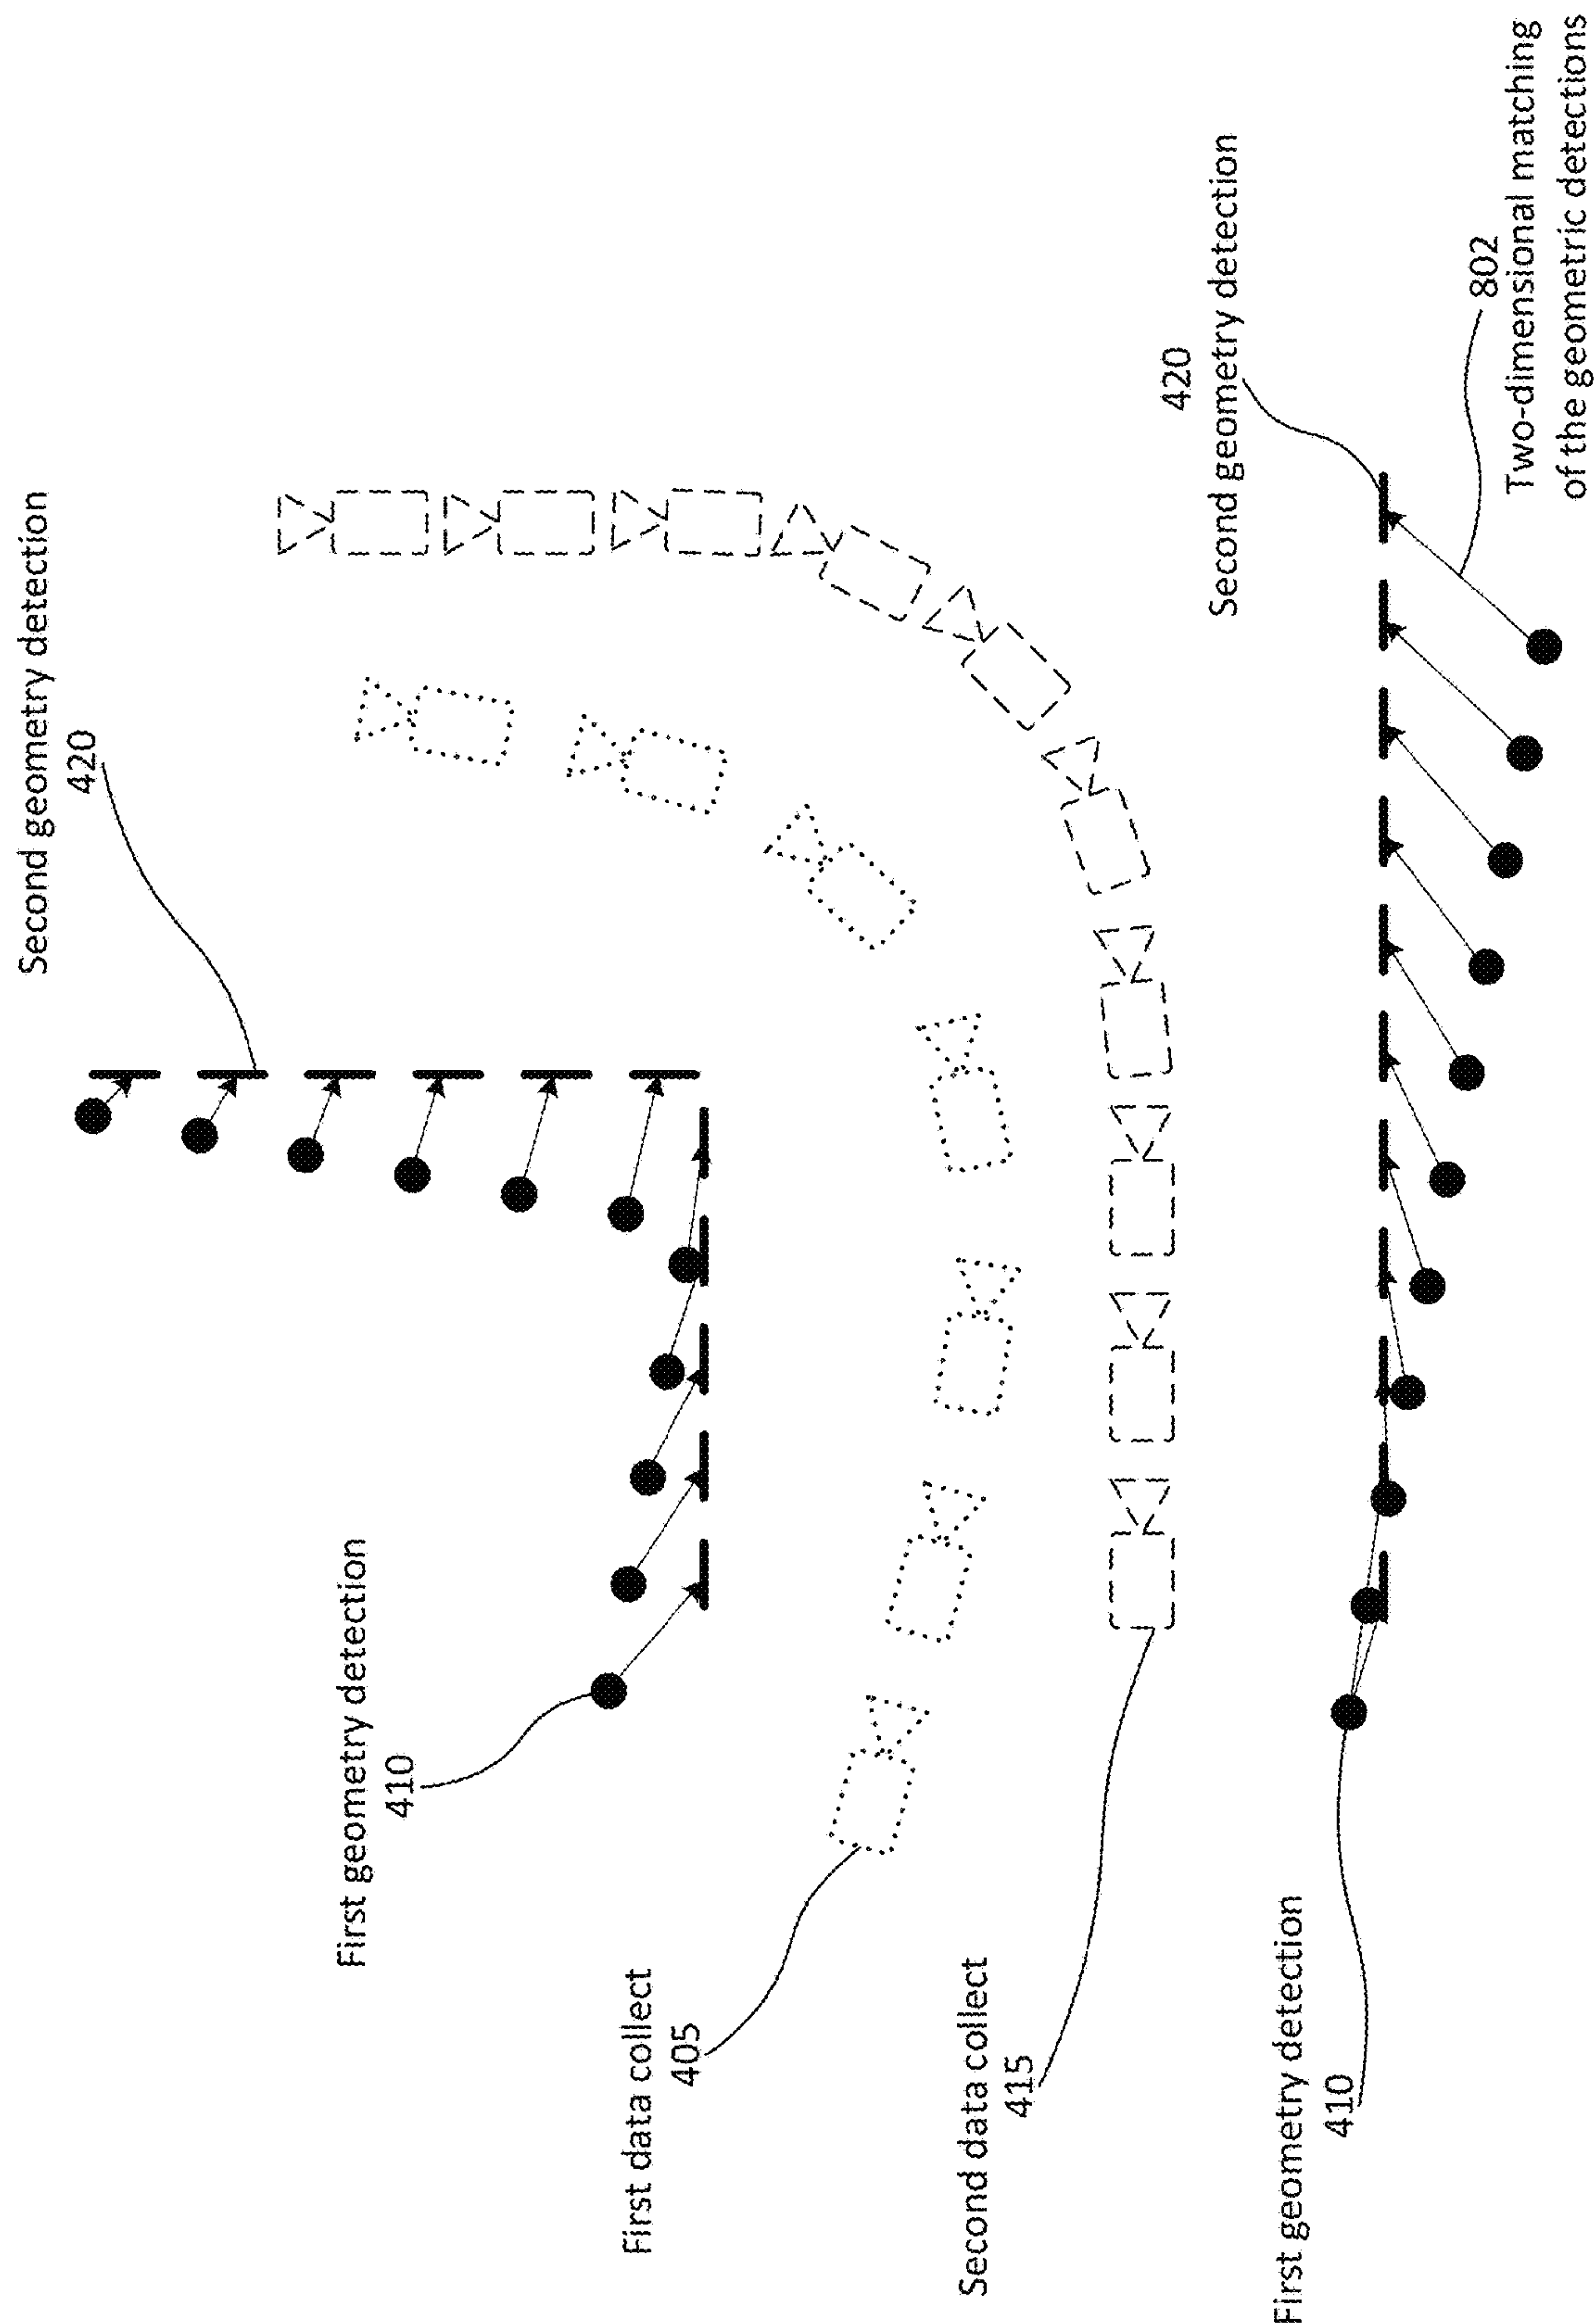 Second geometry detection
420
First geometry detection
410
First data collect
405
Second data collect
415
First geometry detection
410
420
Second geometry detection
802
Two-dimensional matching
of the geometric detections